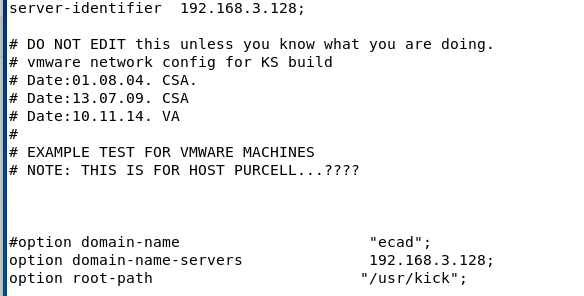 server-identifier  192.168.3.128;
# DO NOT EDIT this unless you know what you are doing.
# vmware network config for KS build
# Date:01.08.04. CSA.
# Date:13.07.09. CSA
# Date:10.11.14. VA
#
# EXAMPLE TEST FOR VMWARE MACHINES
# NOTE: THIS IS FOR HOST PURCELL...????
#option domain-name                     "ecad";
option domain-name-servers              192.168.3.128;
option root-path                       "/usr/kick";